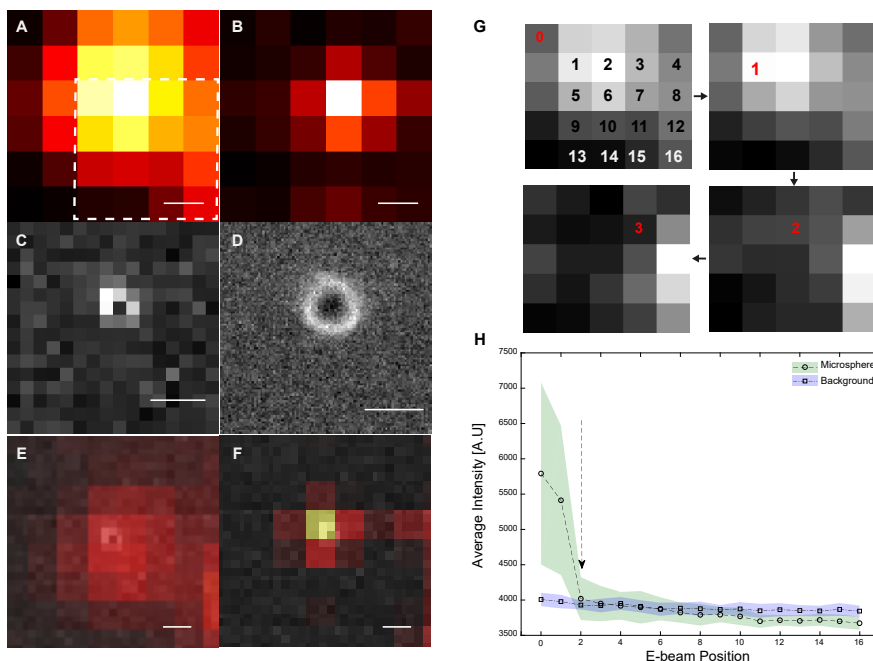 A
B
C
D
E
F
G
0
1 2 3 4
5 6 7 8
9 10 11 12
13 14 15 16
1
2
3
H
Microsphere
Background
7500
7000
6500
6000
5500
5000
4500
4000
3500
0 2 4 6 8 10 12 14 16
Average Intensity [A.U]
E-beam Position